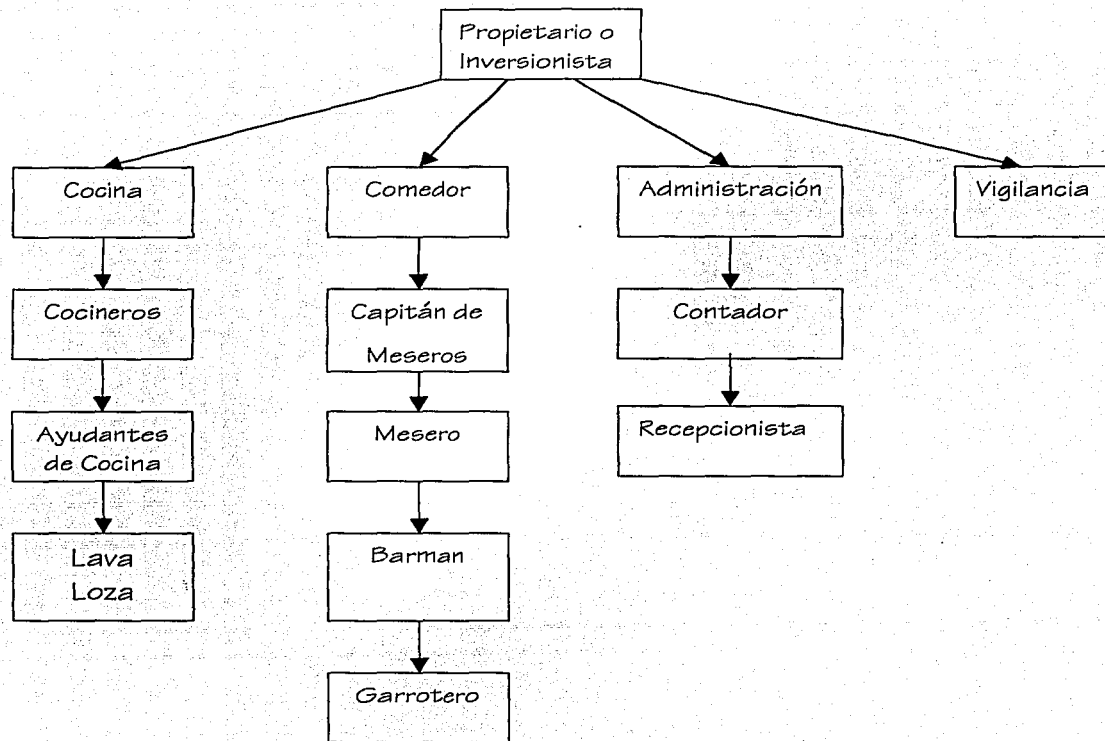 Propietario o
Inversionista
Cocina
Comedor
Administración
Vigilancia
Cocineros
Capitán de
Meseros
Contador
Ayudantes
de Cocina
Mesero
Recepcionista
Lava
Loza
Barman
Garrotero